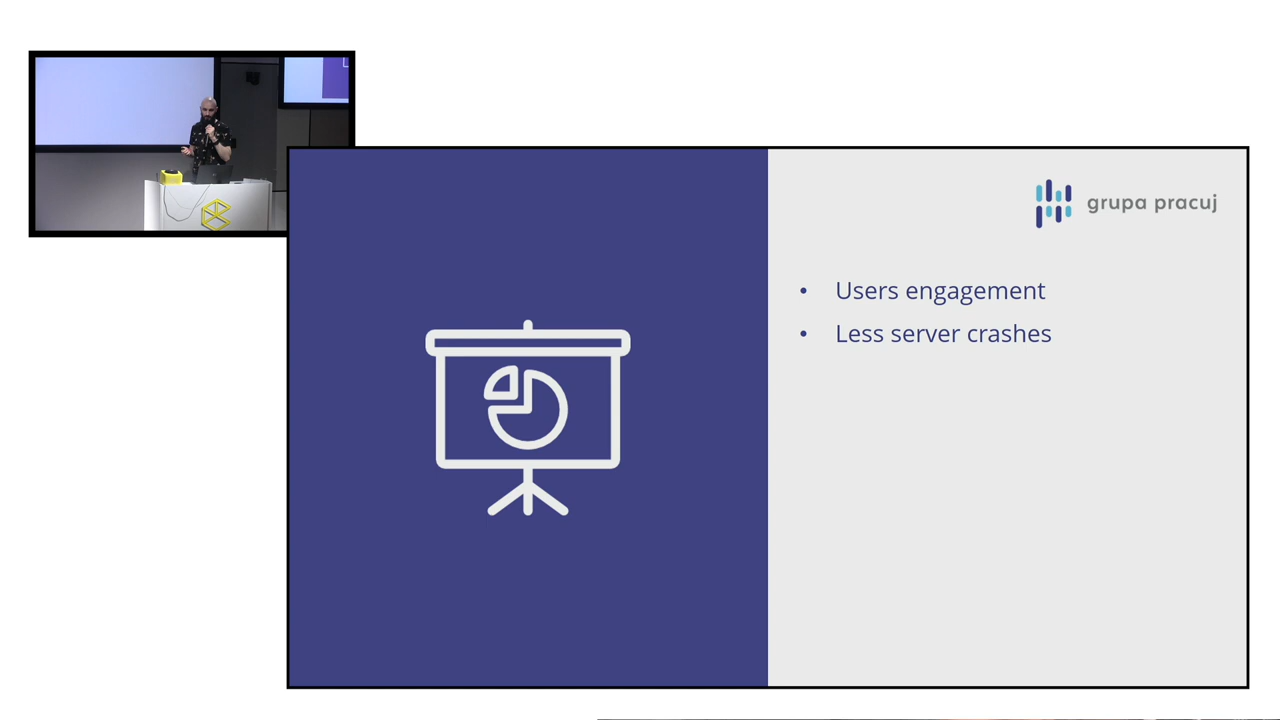 grupa pracuj
• Users engagement
• Less server crashes